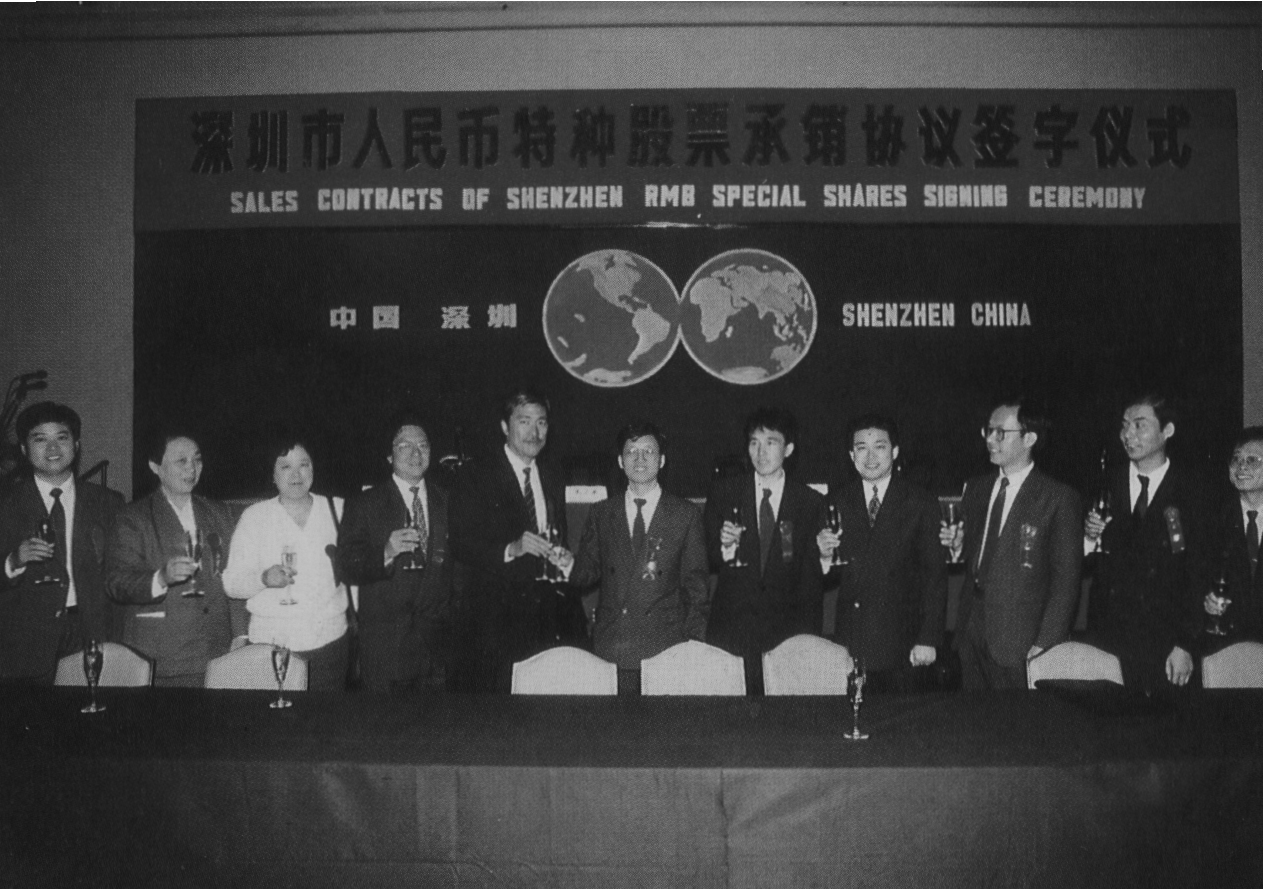 深圳市人民币特种股票承销协议签字仪式
SALES CONTRACTS OF SHENZHEN RMB SPECIAL SHARES SIGNING CEREMONY
中国 深圳
SHENZHEN CHINA